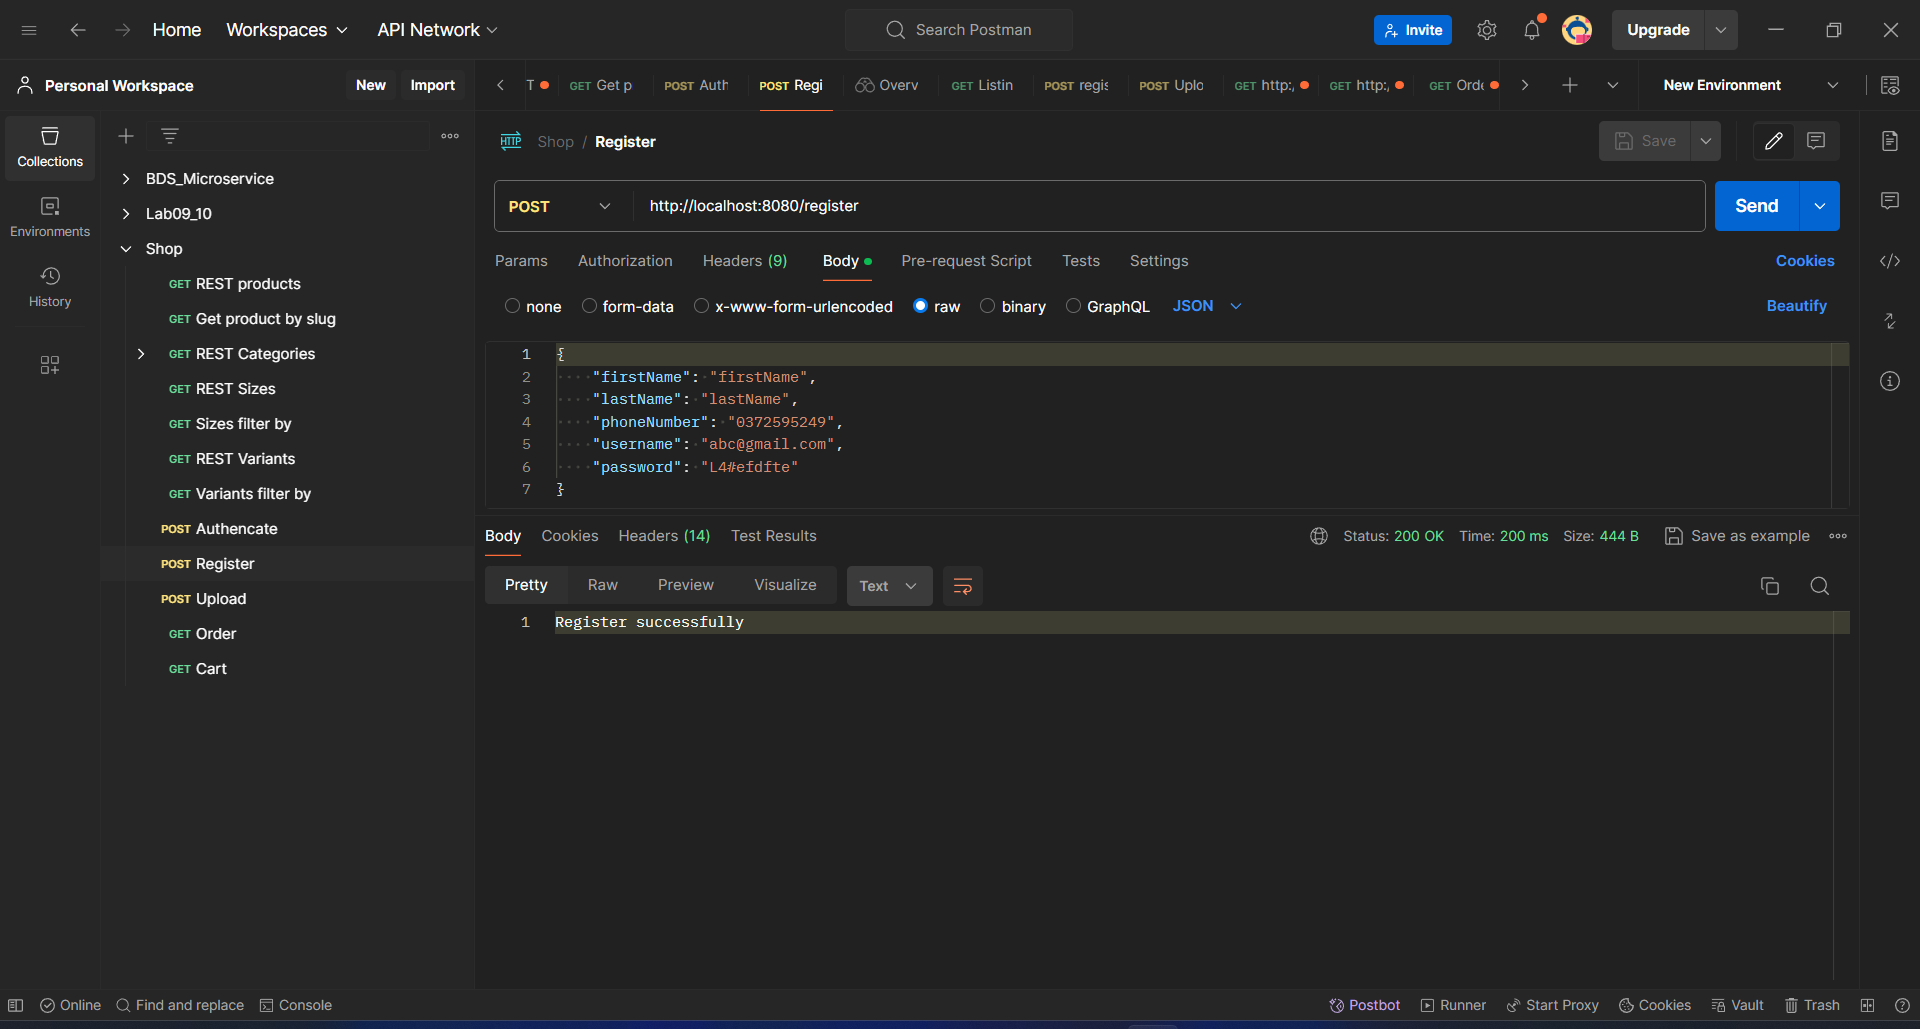 Home Workspaces API Network Search Postman Invite Upgrade
Personal Workspace New Import T GET Get p POST Auth POST Regi Overv GET Listin POST regis POST Uplo GET http:, GET http:, GET Orde New Environment
Collections
Environments
History
BDS_Microservice
Lab09_10
Shop
GET REST products
GET Get product by slug
GET REST Categories
GET REST Sizes
GET Sizes filter by
GET REST Variants
GET Variants filter by
POST Authencate
POST Register
POST Upload
GET Order
GET Cart
HTTP Shop / Register Save
POST http://localhost:8080/register Send
Params Authorization Headers (9) Body Pre-request Script Tests Settings Cookies
none form-data x-www-form-urlencoded raw binary GraphQL JSON Beautify
1 {
2 "firstName": "firstName",
3 "lastName": "lastName",
4 "phoneNumber": "0372595249",
5 "username": "abc@gmail.com",
6 "password": "L4#efdfte"
7 }
Body Cookies Headers (14) Test Results Status: 200 OK Time: 200 ms Size: 444 B Save as example
Pretty Raw Preview Visualize Text
1 Register successfully
Online Find and replace Console Postbot Runner Start Proxy Cookies Vault Trash